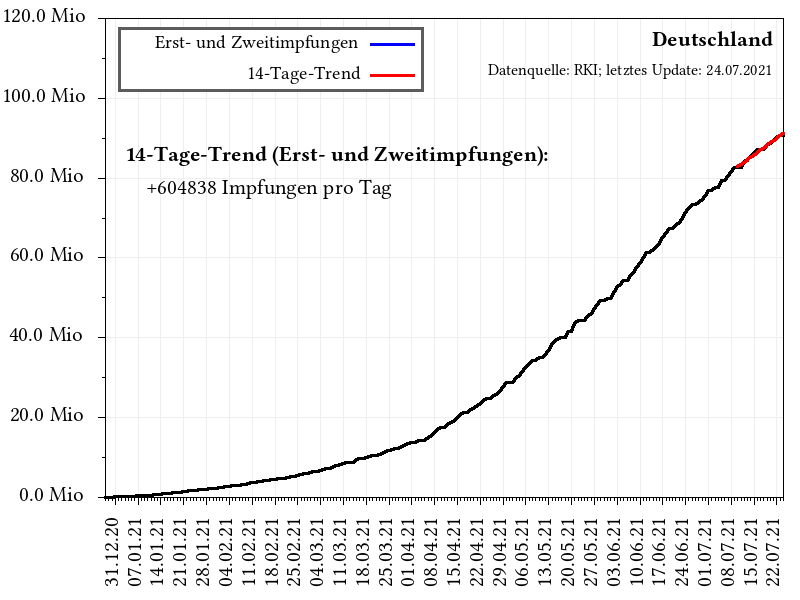 120.0 Mio
100.0 Mio
80.0 Mio
60.0 Mio
40.0 Mio
20.0 Mio
0.0 Mio
Erst- und Zweitimpfungen
14-Tage-Trend
Deutschland
Datenquelle: RKI; letztes Update: 24.07.2021
14-Tage-Trend (Erst- und Zweitimpfungen):
+604838 Impfungen pro Tag
31.12.20
07.01.21
14.01.21
21.01.21
28.01.21
04.02.21
11.02.21
18.02.21
25.02.21
04.03.21
11.03.21
18.03.21
25.03.21
01.04.21
08.04.21
15.04.21
22.04.21
29.04.21
06.05.21
13.05.21
20.05.21
27.05.21
03.06.21
10.06.21
17.06.21
24.06.21
01.07.21
08.07.21
15.07.21
22.07.21